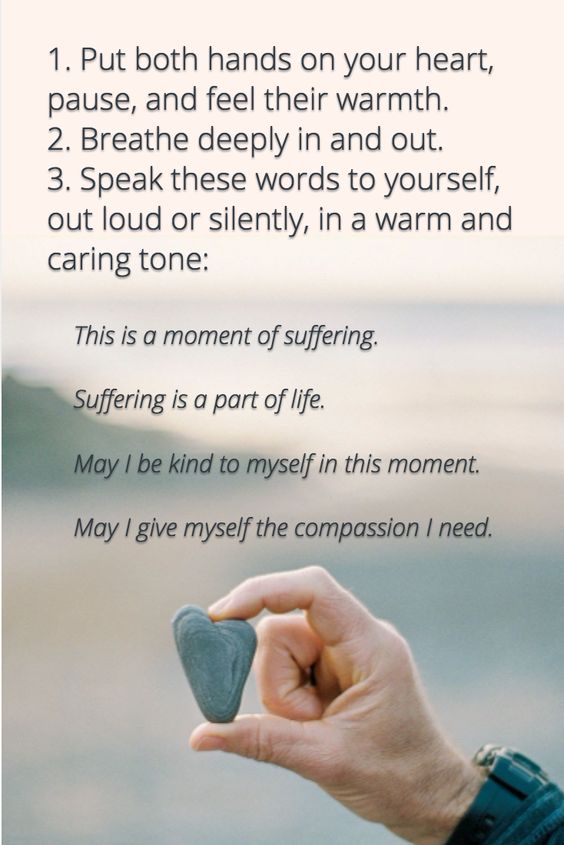 1. Put both hands on your heart,
pause, and feel their warmth.
2. Breathe deeply in and out.
3. Speak these words to yourself,
out loud or silently, in a warm and
caring tone:
This is a moment of suffering.
Suffering is a part of life.
May I be kind to myself in this moment.
May I give myself the compassion I need.